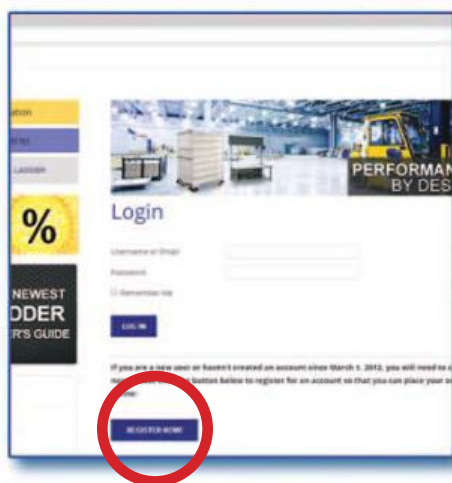 ation
LADDER
%
NEWEST
DDER
R'S GUIDE
PERFORMAN
BY DES
Login
Username or Email
Password
Remember Me
LOG IN
If you are a new user or haven't created an account since March 1, 2012, you will need to
button below to register for an account so that you can place your
REGISTER NOW